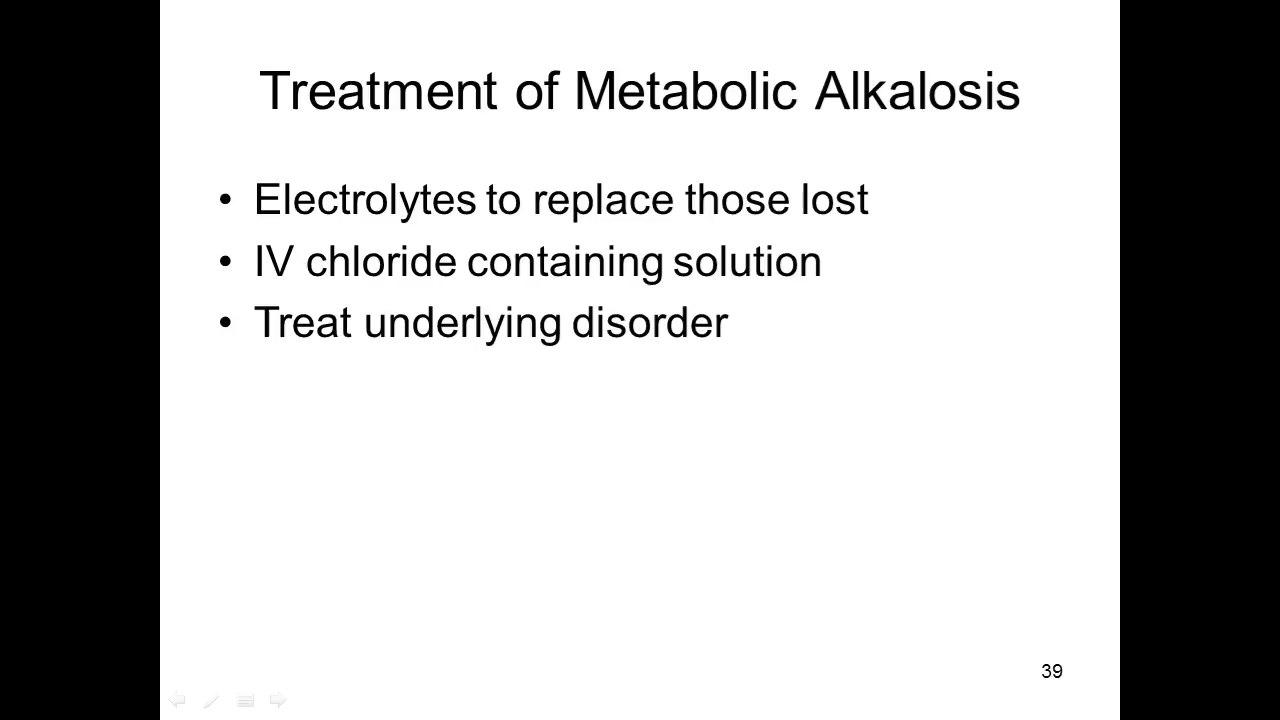 Treatment of Metabolic Alkalosis
• Electrolytes to replace those lost
• IV chloride containing solution
• Treat underlying disorder
39